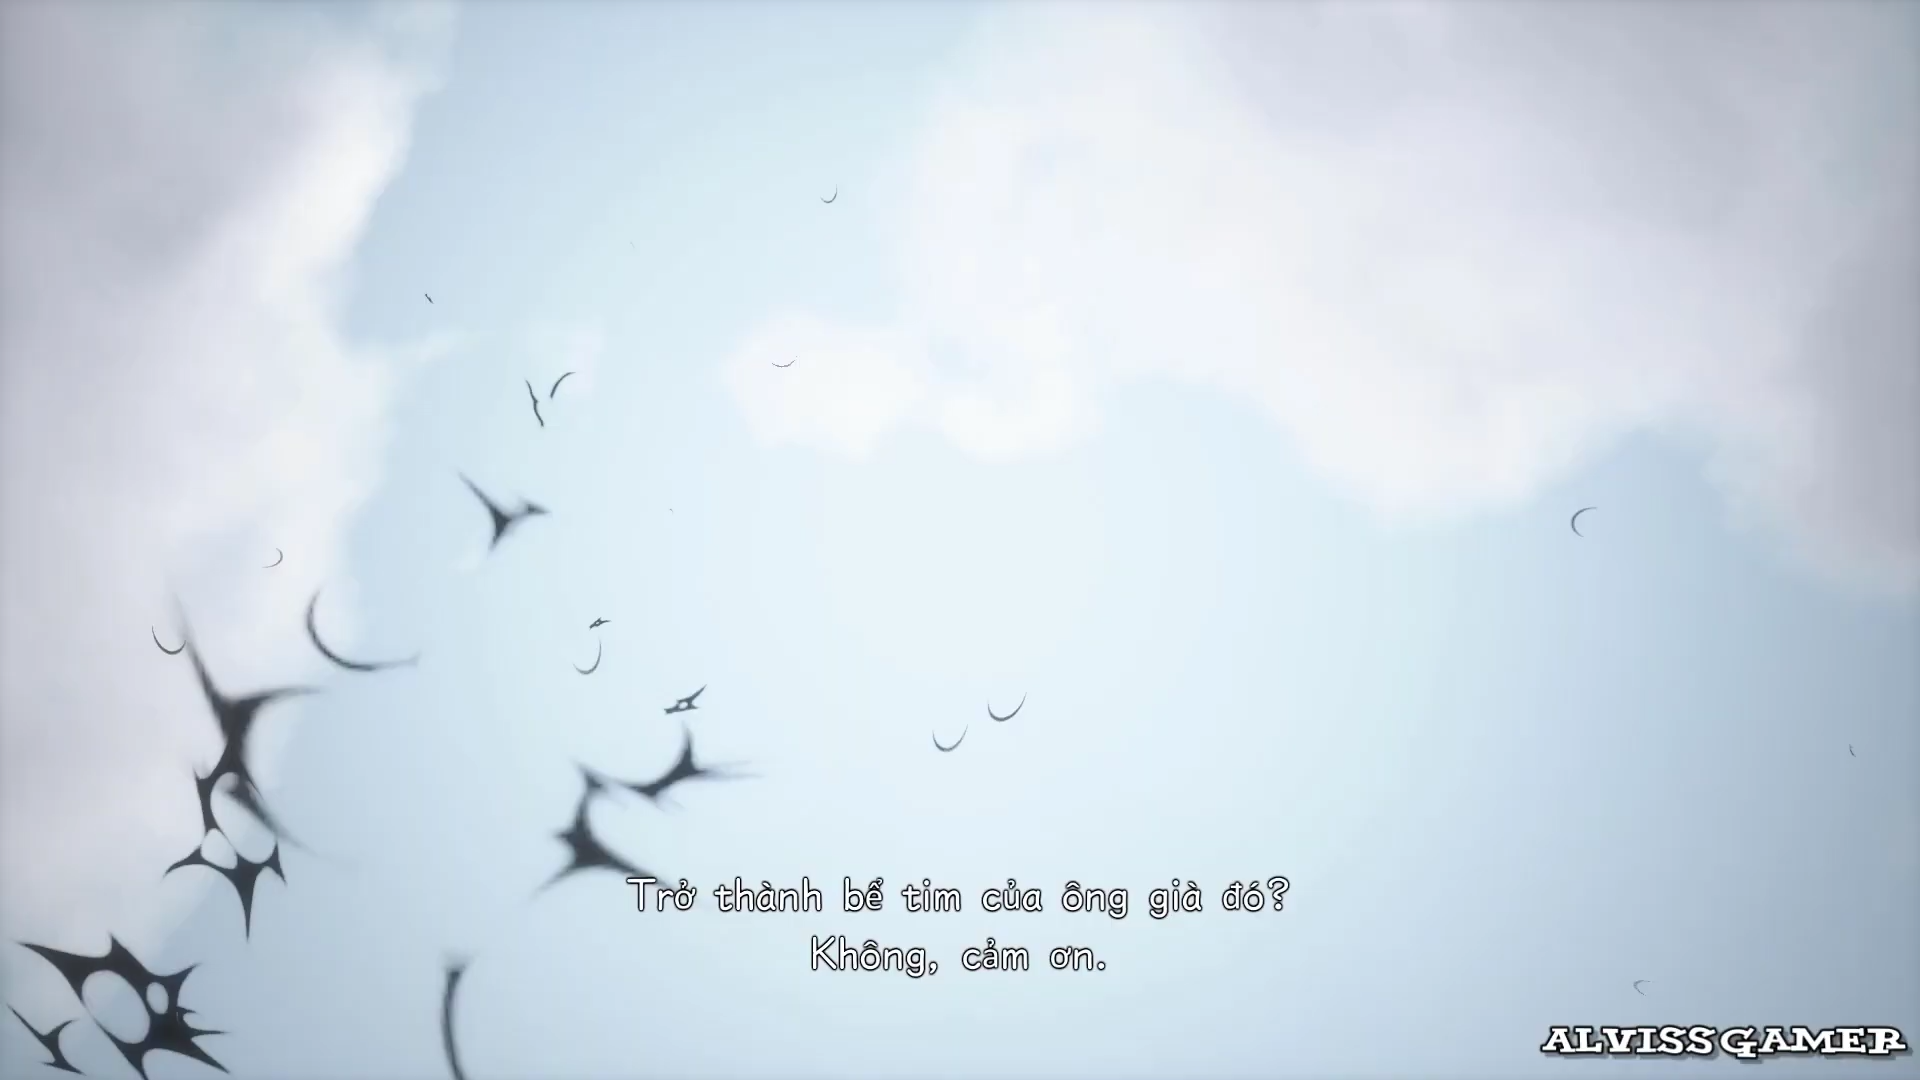 Trở thành bể tim của ông già đó?
Không, cảm ơn.
ALVISSGAMER